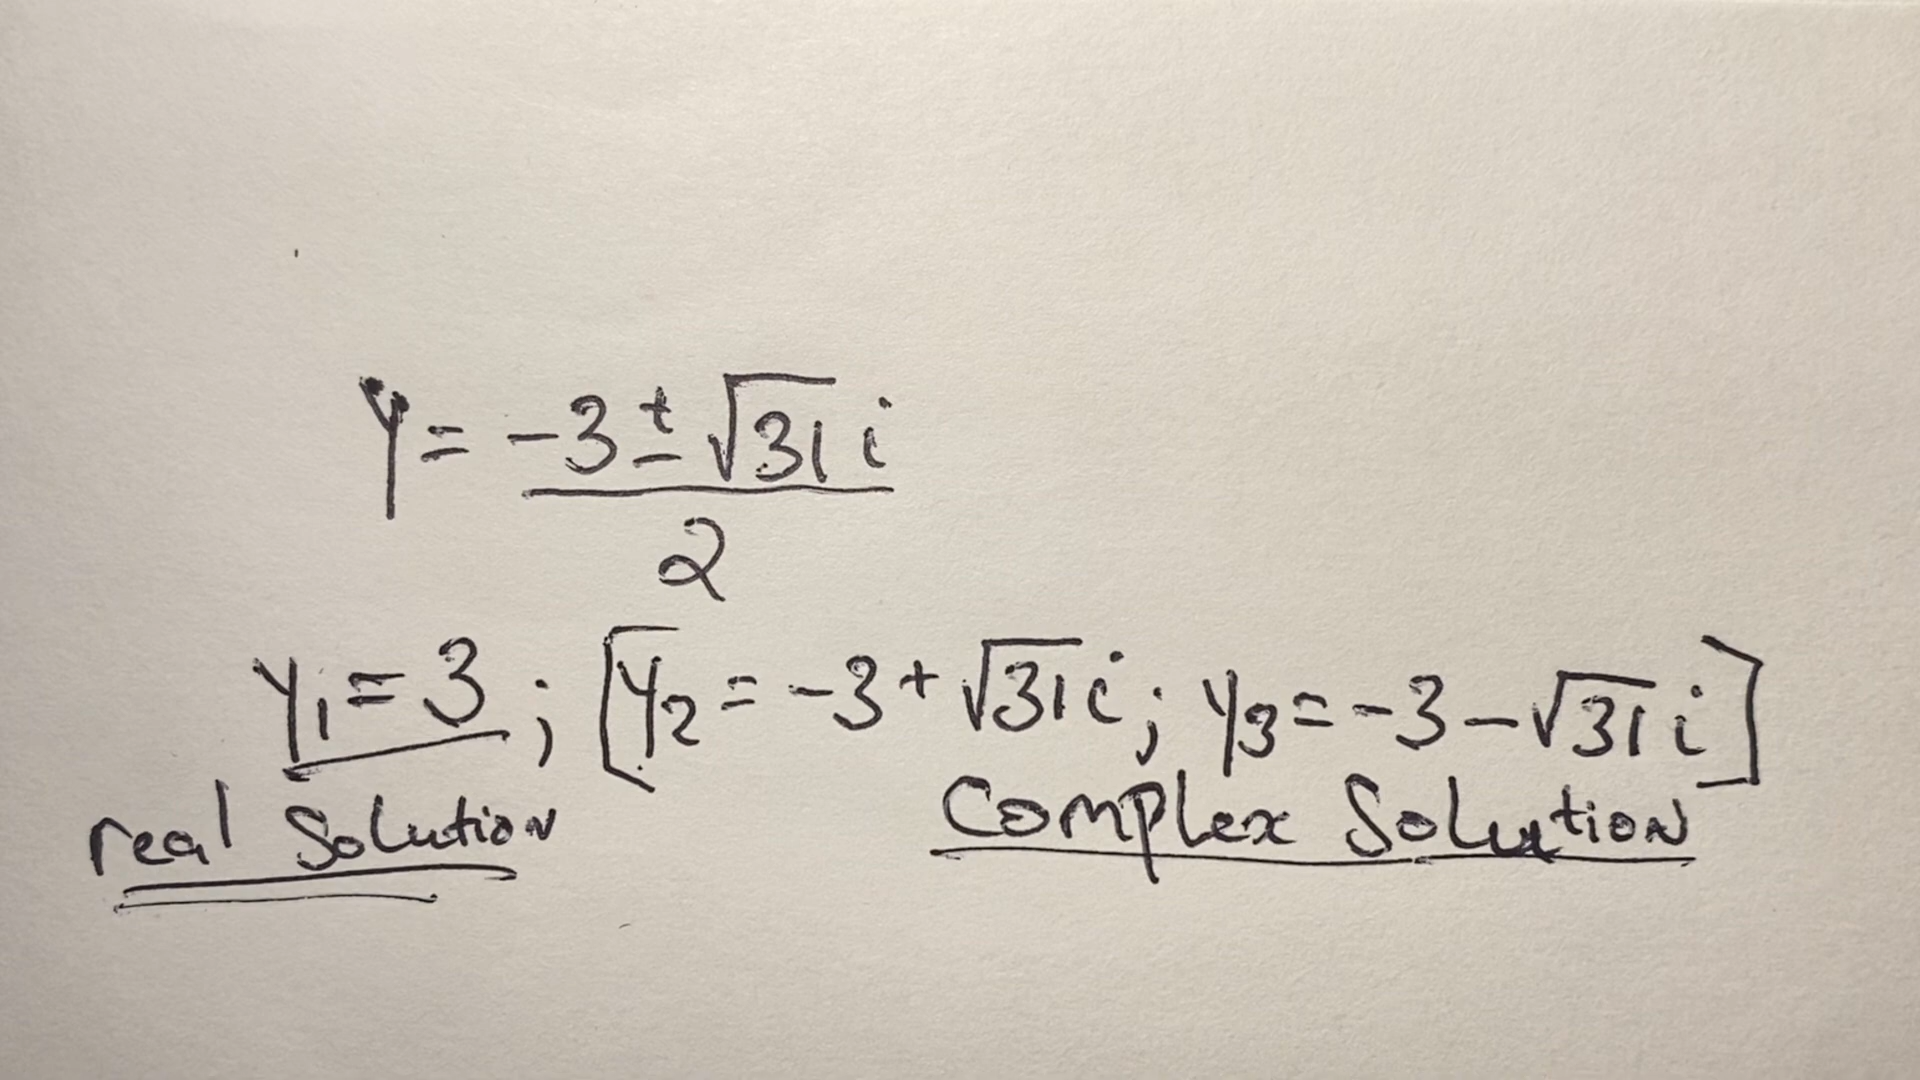 Y = -3 ± √31 i
2
y₁ = 3 ; [y₂ = -3 + √31 i ; y₃ = -3 - √31 i]
real Solution Complex Solution